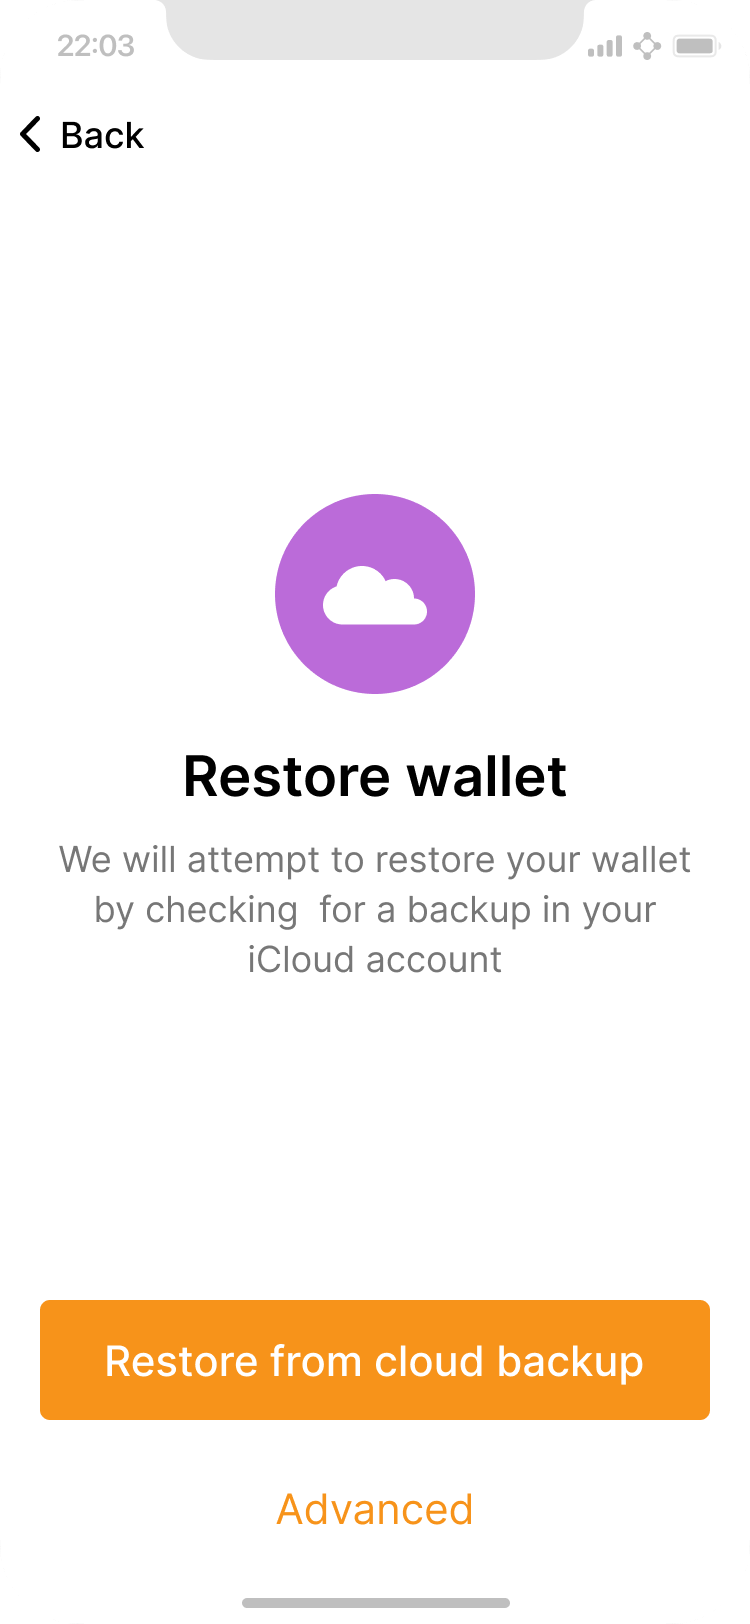 22:03
Back
Restore wallet
We will attempt to restore your wallet
by checking  for a backup in your
iCloud account
Restore from cloud backup
Advanced